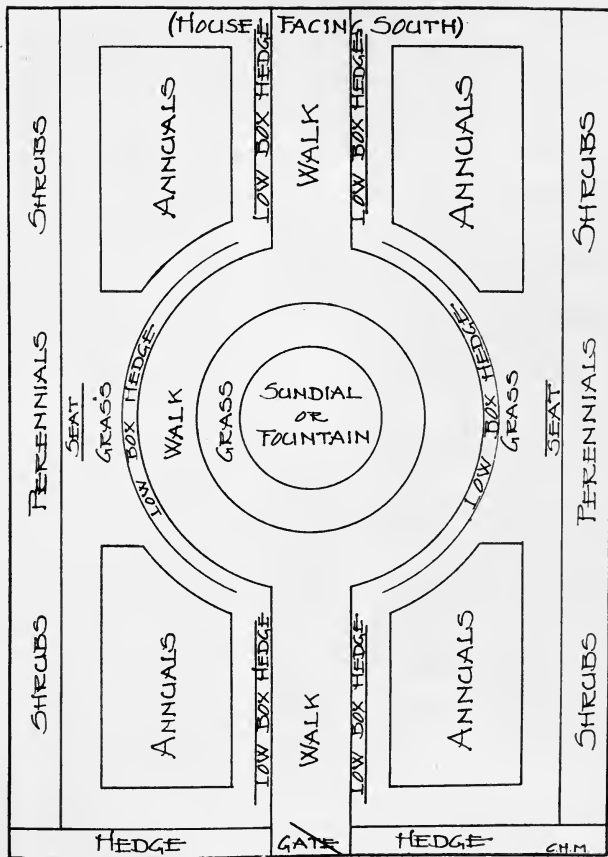 (HOUSE FACING SOUTH)
SHRUBS
ANNUALS
LOW BOX HEDGE
WALK
LOW BOX HEDGE
ANNUALS
SHRUBS
PERENNIALS
SEAT
GRASS
LOW BOX HEDGE
WALK
GRASS
SUNDIAL
OR
FOUNTAIN
LOW BOX HEDGE
GRASS
SEAT
PERENNIALS
SHRUBS
ANNUALS
LOW BOX HEDGE
WALK
LOW BOX HEDGE
ANNUALS
SHRUBS
HEDGE
GATE
HEDGE
C.H.M.